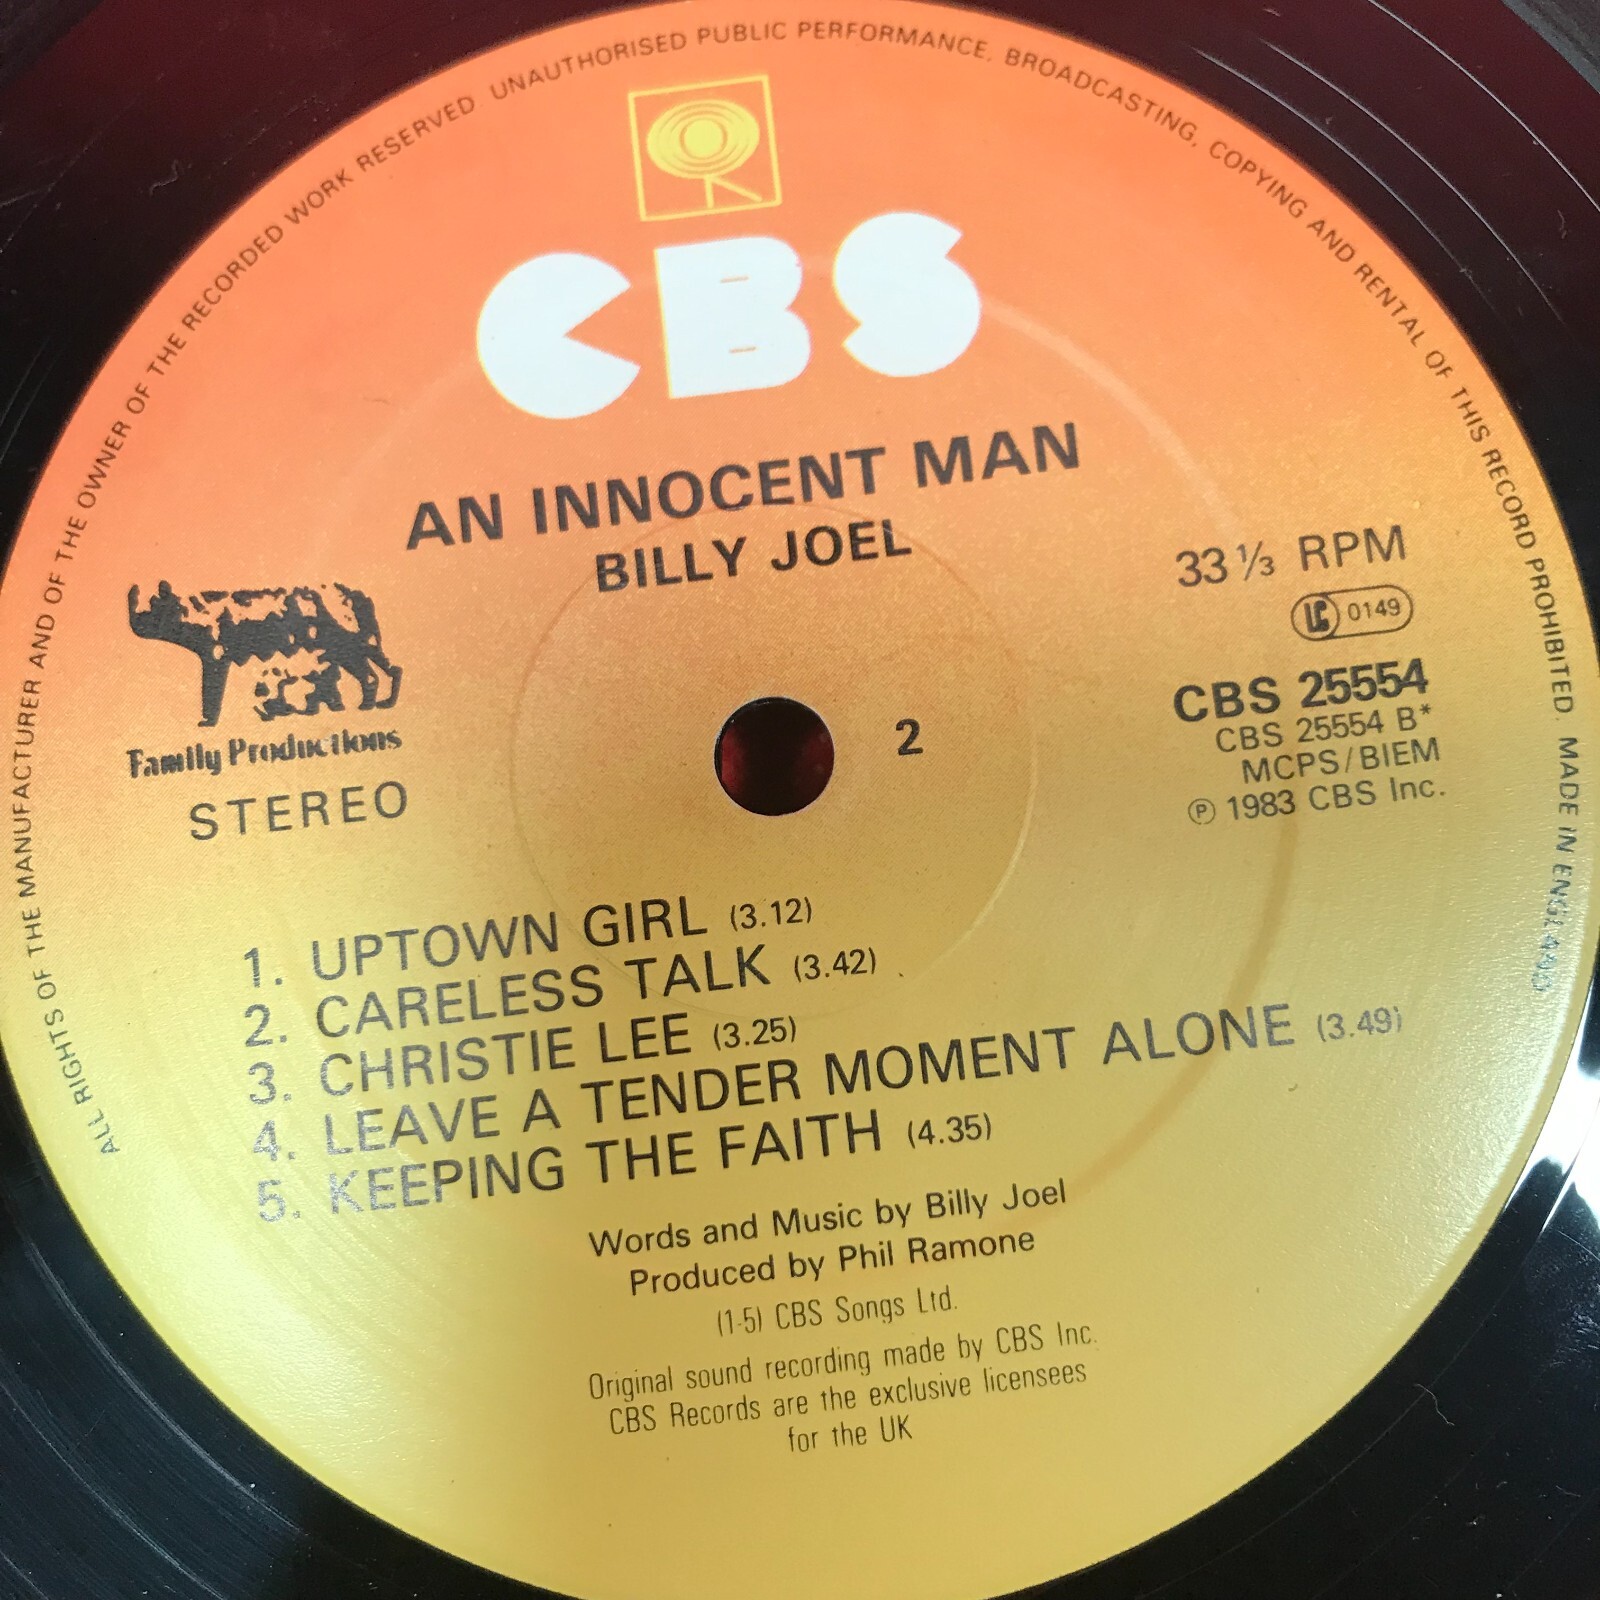 ALL RIGHTS OF THE MANUFACTURER AND OF THE OWNER OF THE RECORDED WORK RESERVED UNAUTHORISED PUBLIC PERFORMANCE, BROADCASTING, COPYING AND RENTAL OF THIS RECORD PROHIBITED. MADE IN ENGLAND
CBS
AN INNOCENT MAN
BILLY JOEL
Family Productions
STEREO
2
33 1/3 RPM
LC 0149
CBS 25554
CBS 25554 B*
MCPS/BIEM
℗ 1983 CBS Inc.
1. UPTOWN GIRL (3.12)
2. CARELESS TALK (3.42)
3. CHRISTIE LEE (3.25)
4. LEAVE A TENDER MOMENT ALONE (3.49)
5. KEEPING THE FAITH (4.35)
Words and Music by Billy Joel
Produced by Phil Ramone
(1-5) CBS Songs Ltd.
Original sound recording made by CBS Inc.
CBS Records are the exclusive licensees
for the UK